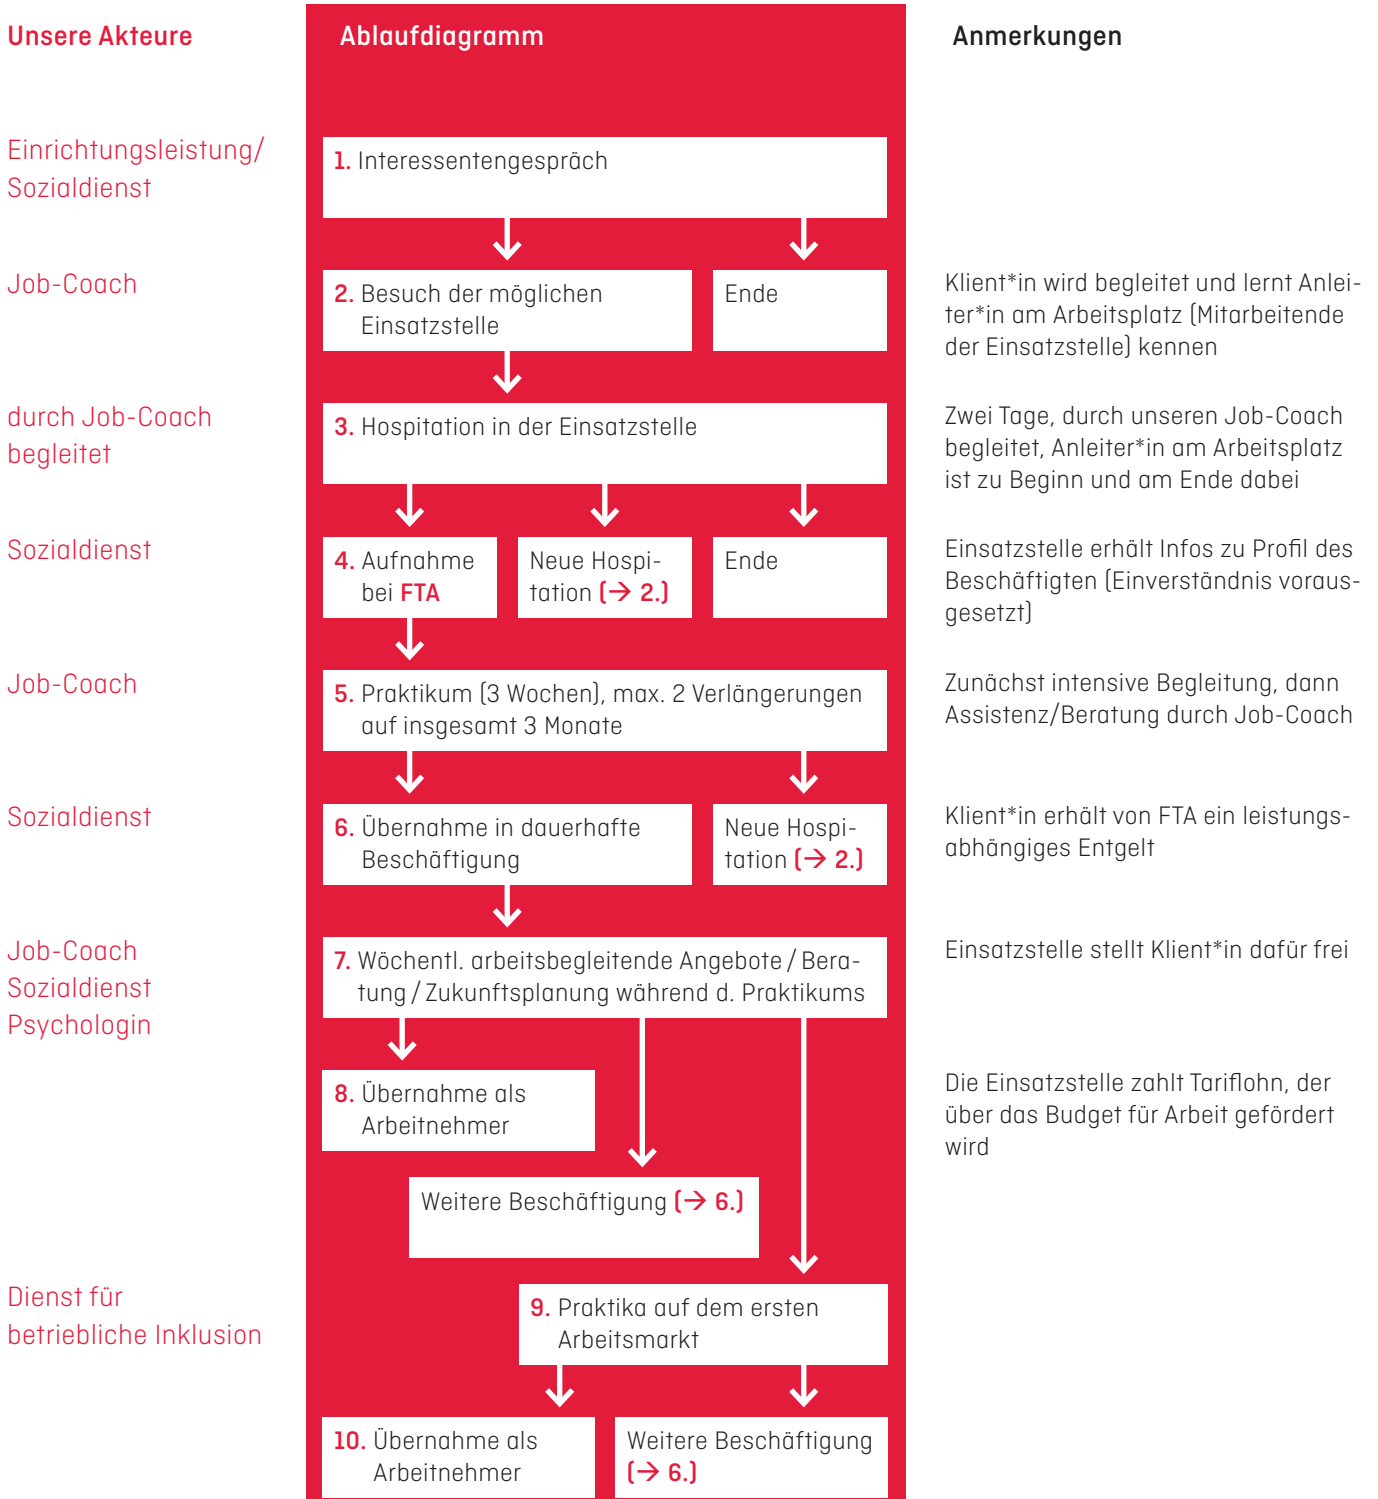 Unsere Akteure
Ablaufdiagramm
Anmerkungen
Einrichtungsleistung/
Sozialdienst
1. Interessentengespräch
Job-Coach
2. Besuch der möglichen
Einsatzstelle
Ende
Klient*in wird begleitet und lernt Anlei-
ter*in am Arbeitsplatz (Mitarbeitende
der Einsatzstelle) kennen
durch Job-Coach
begleitet
3. Hospitation in der Einsatzstelle
Zwei Tage, durch unseren Job-Coach
begleitet, Anleiter*in am Arbeitsplatz
ist zu Beginn und am Ende dabei
Sozialdienst
4. Aufnahme
bei FTA
Neue Hospi-
tation (→ 2.)
Ende
Einsatzstelle erhält Infos zu Profil des
Beschäftigten (Einverständnis voraus-
gesetzt)
Job-Coach
5. Praktikum (3 Wochen), max. 2 Verlängerungen
auf insgesamt 3 Monate
Zunächst intensive Begleitung, dann
Assistenz/Beratung durch Job-Coach
Sozialdienst
6. Übernahme in dauerhafte
Beschäftigung
Neue Hospi-
tation (→ 2.)
Klient*in erhält von FTA ein leistungs-
abhängiges Entgelt
Job-Coach
Sozialdienst
Psychologin
7. Wöchentl. arbeitsbegleitende Angebote / Bera-
tung / Zukunftsplanung während d. Praktikums
Einsatzstelle stellt Klient*in dafür frei
8. Übernahme als
Arbeitnehmer
Die Einsatzstelle zahlt Tariflohn, der
über das Budget für Arbeit gefördert
wird
Weitere Beschäftigung (→ 6.)
Dienst für
betriebliche Inklusion
9. Praktika auf dem ersten
Arbeitsmarkt
10. Übernahme als
Arbeitnehmer
Weitere Beschäftigung
(→ 6.)